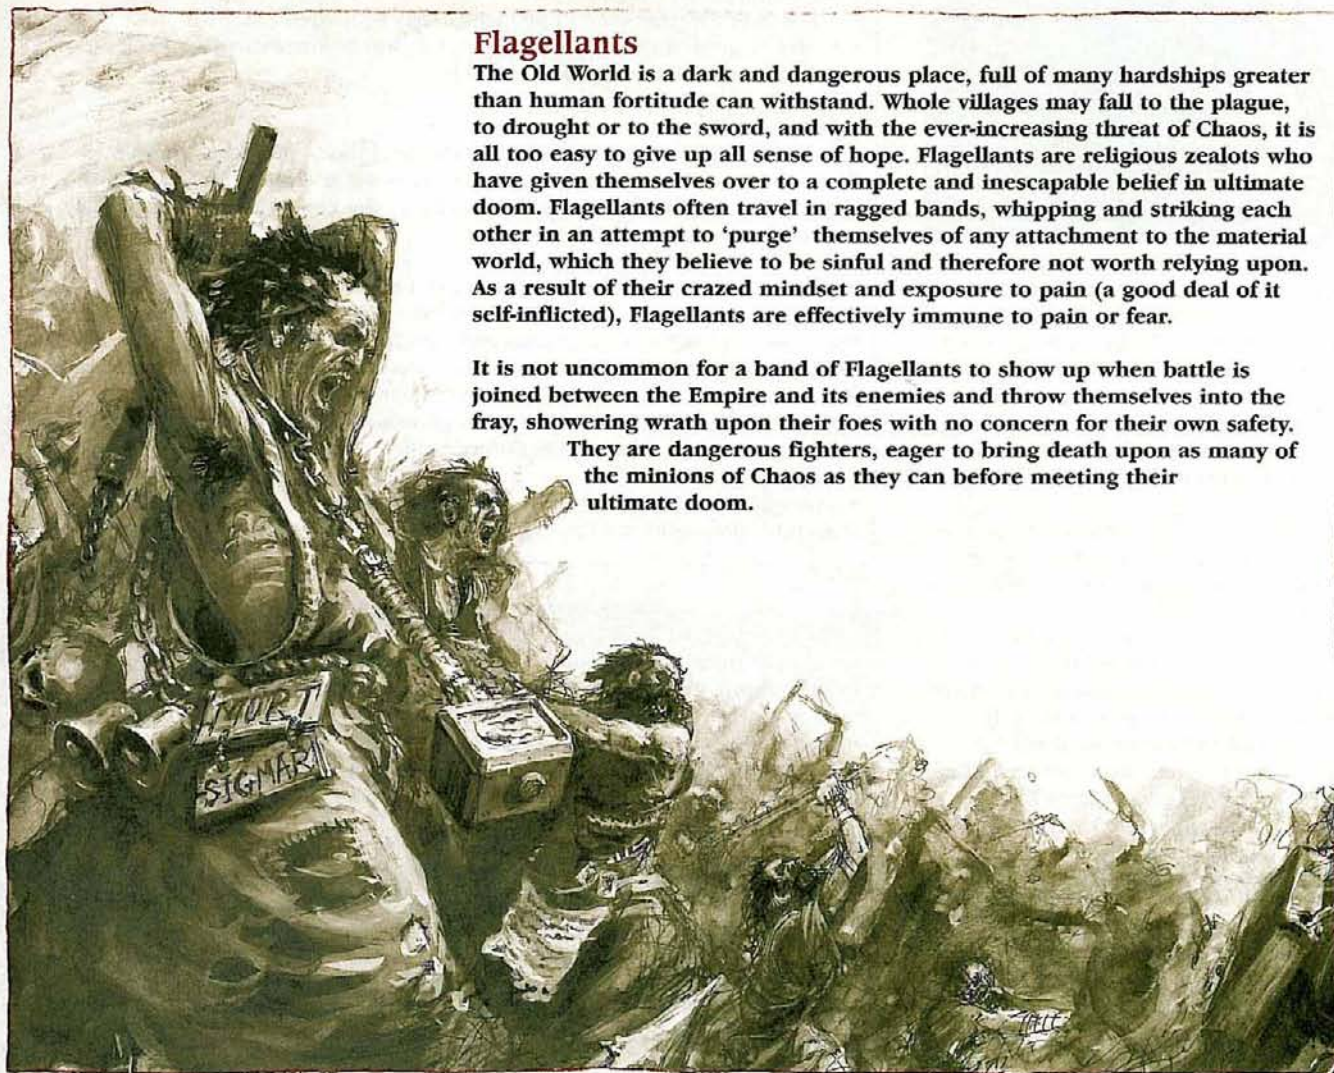 Flagellants
The Old World is a dark and dangerous place, full of many hardships greater
than human fortitude can withstand. Whole villages may fall to the plague,
to drought or to the sword, and with the ever-increasing threat of Chaos, it is
all too easy to give up all sense of hope. Flagellants are religious zealots who
have given themselves over to a complete and inescapable belief in ultimate
doom. Flagellants often travel in ragged bands, whipping and striking each
other in an attempt to ‘purge’ themselves of any attachment to the material
world, which they believe to be sinful and therefore not worth relying upon.
As a result of their crazed mindset and exposure to pain (a good deal of it
self-inflicted), Flagellants are effectively immune to pain or fear.
It is not uncommon for a band of Flagellants to show up when battle is
joined between the Empire and its enemies and throw themselves into the
fray, showering wrath upon their foes with no concern for their own safety.
They are dangerous fighters, eager to bring death upon as many of
the minions of Chaos as they can before meeting their
ultimate doom.
MORT
SIGMAR